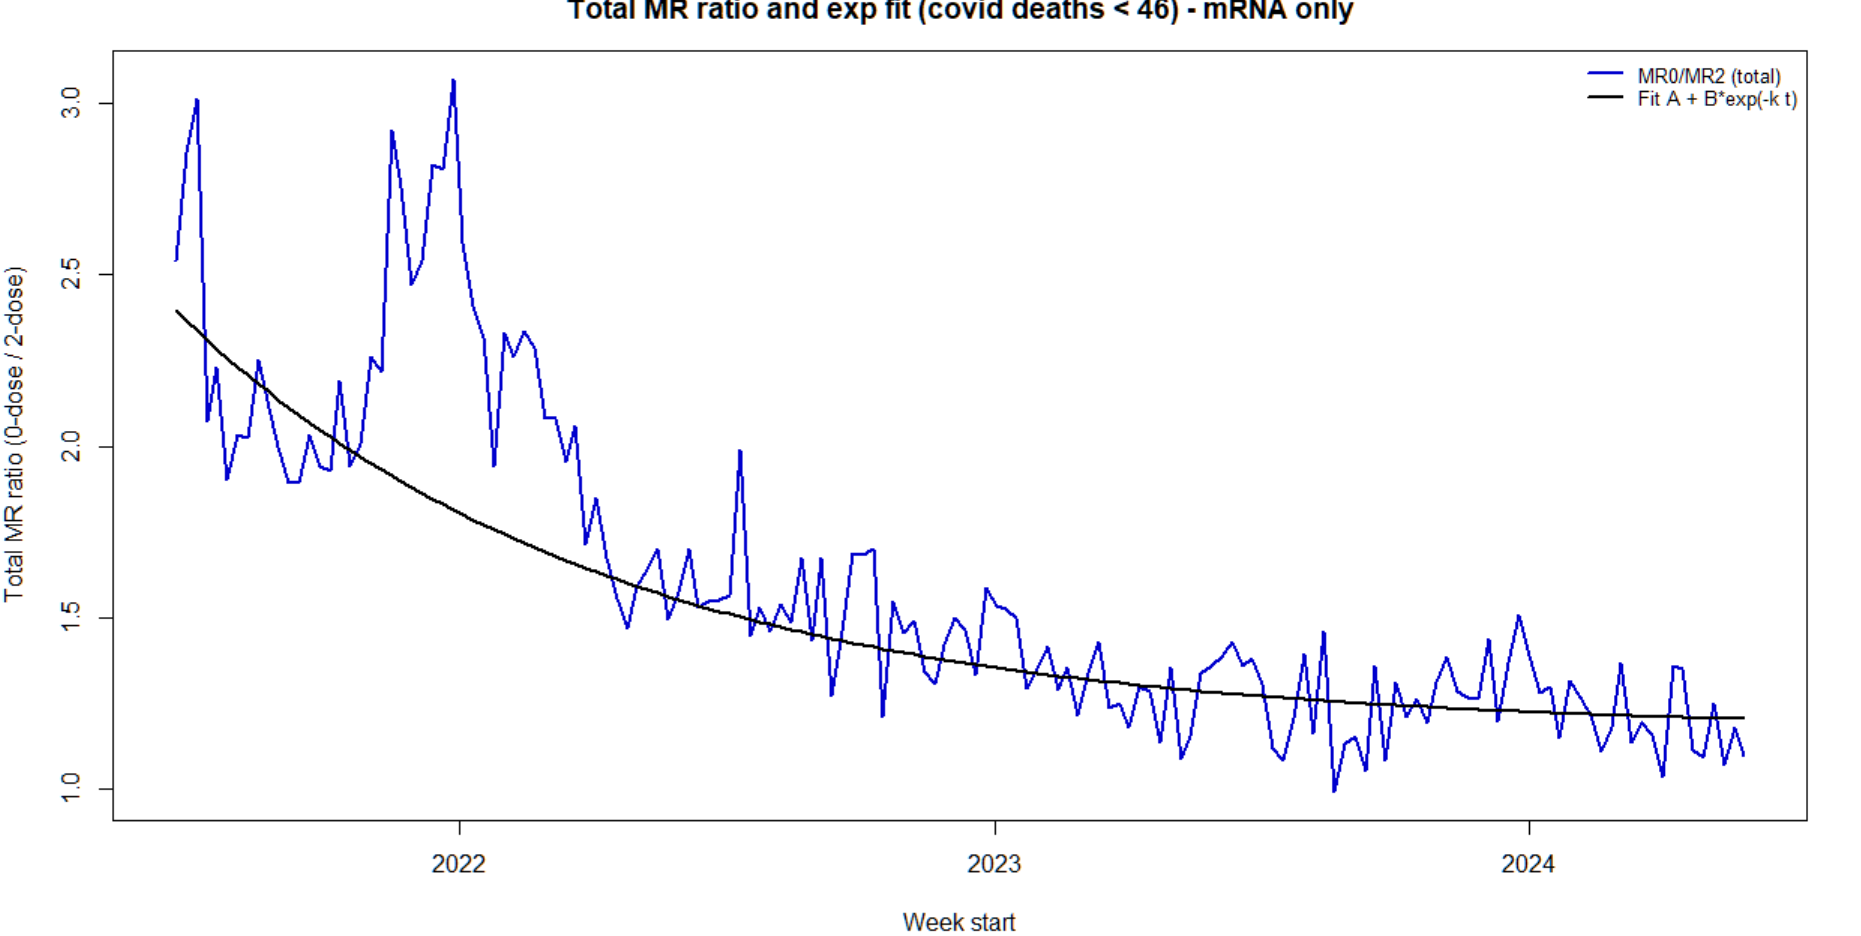 Total MR ratio and exp fit (covid deaths < 46) - mRNA only
MR0/MR2 (total)
Fit A + B*exp(-k t)
Total MR ratio (0-dose / 2-dose)
3.0
2.5
2.0
1.5
1.0
2022 2023 2024
Week start